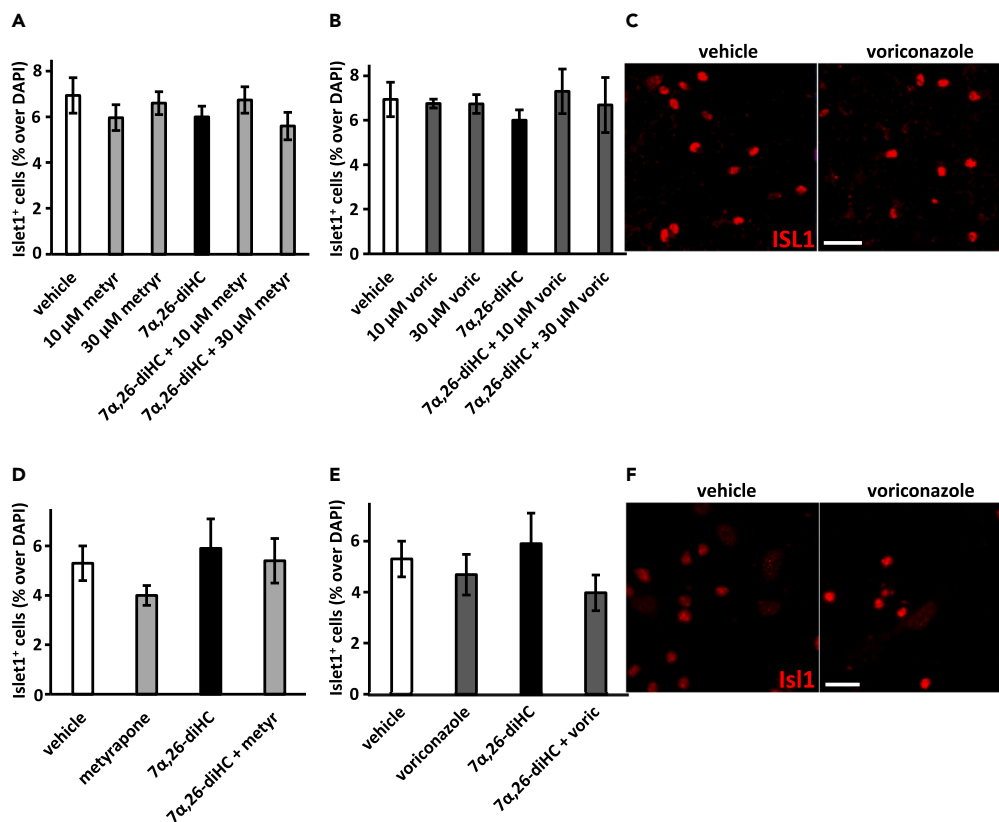 A
Islet1⁺ cells (% over DAPI)
8
6
4
2
0
vehicle
10 µM metyr
30 µM metryr
7α,26-diHC
7α,26-diHC + 10 µM metyr
7α,26-diHC + 30 µM metyr
B
Islet1⁺ cells (% over DAPI)
8
6
4
2
0
vehicle
10 µM voric
30 µM voric
7α,26-diHC
7α,26-diHC + 10 µM voric
7α,26-diHC + 30 µM voric
C
vehicle
voriconazole
ISL1
D
Islet1⁺ cells (% over DAPI)
6
4
2
0
vehicle
metyrapone
7α,26-diHC
7α,26-diHC + metyr
E
Islet1⁺ cells (% over DAPI)
6
4
2
0
vehicle
voriconazole
7α,26-diHC
7α,26-diHC + voric
F
vehicle
voriconazole
Isl1